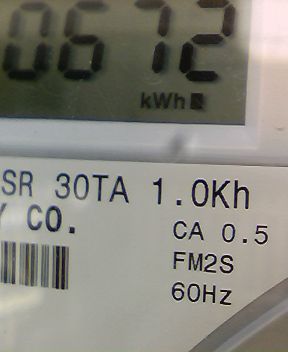 0672
kWh
SR 30TA 1.0Kh
Y CO.
CA 0.5
FM2S
60Hz